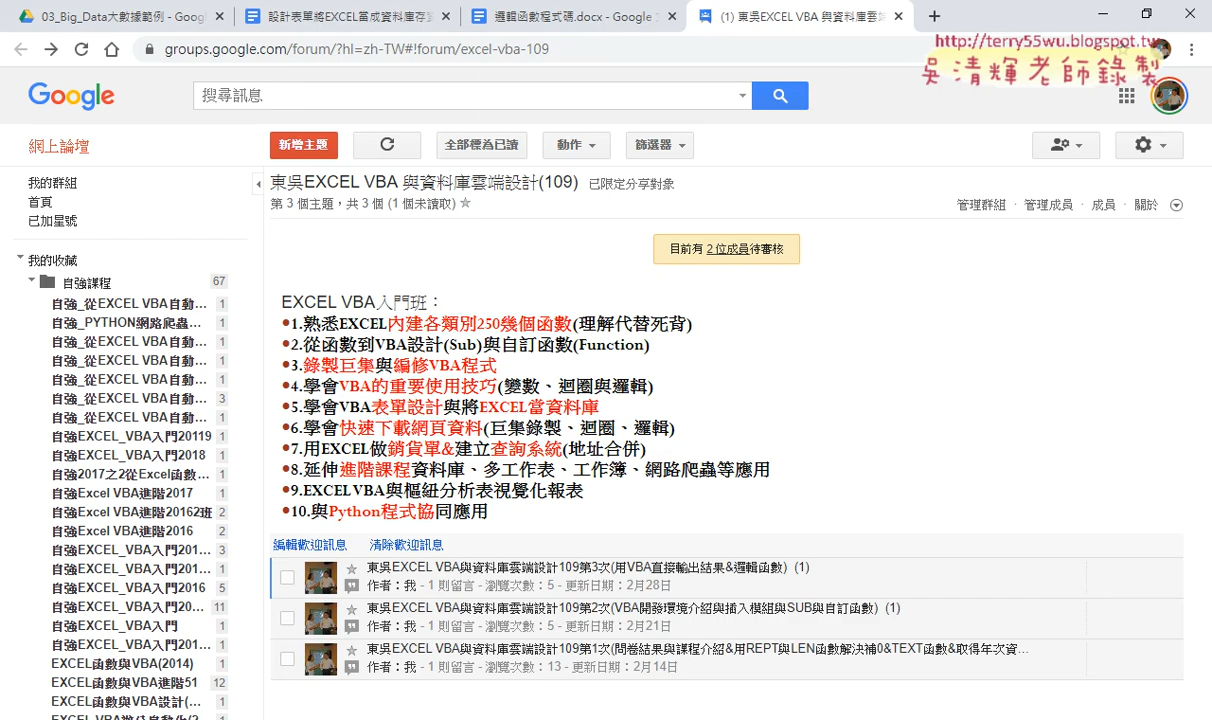 03_Big_Data大數據範例 - Googl
設計表單將EXCEL當成資料庫存資
邏輯函數程式碼.docx - Google 文
(1) 東吳EXCEL VBA 與資料庫雲端
groups.google.com/forum/?hl=zh-TW#!forum/excel-vba-109
http://terry55wu.blogspot.tw
吳清輝老師錄製
Google
搜尋訊息
網上論壇
新增主題
全部標為已讀
動作
篩選器
我的群組
首頁
已加星號
我的收藏
自強課程 67
自強_從EXCEL VBA自動... 1
自強_PYTHON網路爬蟲... 1
自強_從EXCEL VBA自動... 1
自強_從EXCEL VBA自動... 1
自強_從EXCEL VBA自動... 1
自強_從EXCEL VBA自動... 3
自強_從EXCEL VBA自動... 1
自強EXCEL_VBA入門20119 1
自強EXCEL_VBA入門2018 1
自強2017之2從Excel函數... 1
自強Excel VBA進階2017 1
自強Excel VBA進階20162班 2
自強Excel VBA進階2016 2
自強EXCEL_VBA入門201... 3
自強EXCEL_VBA入門201... 1
自強EXCEL_VBA入門2016 5
自強EXCEL_VBA入門20... 11
自強EXCEL_VBA入門 1
自強EXCEL_VBA入門201... 1
EXCEL函數與VBA(2014) 1
EXCEL函數與VBA進階51 12
EXCEL函數與VBA設計(... 1
東吳EXCEL VBA 與資料庫雲端設計(109) 已限定分享對象
第 3 個主題，共 3 個 (1 個未讀取)
管理群組 · 管理成員 · 成員 · 關於
目前有 2 位成員待審核
EXCEL VBA入門班：
●1.熟悉EXCEL內建各類別250幾個函數(理解代替死背)
●2.從函數到VBA設計(Sub)與自訂函數(Function)
●3.錄製巨集與編修VBA程式
●4.學會VBA的重要使用技巧(變數、迴圈與邏輯)
●5.學會VBA表單設計與將EXCEL當資料庫
●6.學會快速下載網頁資料(巨集錄製、迴圈、邏輯)
●7.用EXCEL做銷貨單&建立查詢系統(地址合併)
●8.延伸進階課程資料庫、多工作表、工作簿、網路爬蟲等應用
●9.EXCEL VBA與樞紐分析表視覺化報表
●10.與Python程式協同應用
編輯歡迎訊息 清除歡迎訊息
東吳EXCEL VBA與資料庫雲端設計109第3次(用VBA直接輸出結果&邏輯函數) (1)
作者：我 - 1 則留言 - 瀏覽次數：5 - 更新日期：2月28日
東吳EXCEL VBA與資料庫雲端設計109第2次(VBA開發環境介紹與插入模組與SUB與自訂函數) (1)
作者：我 - 1 則留言 - 瀏覽次數：5 - 更新日期：2月21日
東吳EXCEL VBA與資料庫雲端設計109第1次(問卷結果與課程介紹&用REPT與LEN函數解決補0&TEXT函數&取得年次資...
作者：我 - 1 則留言 - 瀏覽次數：13 - 更新日期：2月14日